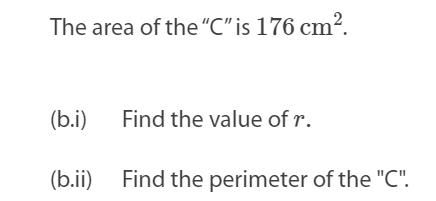 The area of the “C” is 176 cm².
(b.i) Find the value of r.
(b.ii) Find the perimeter of the "C".